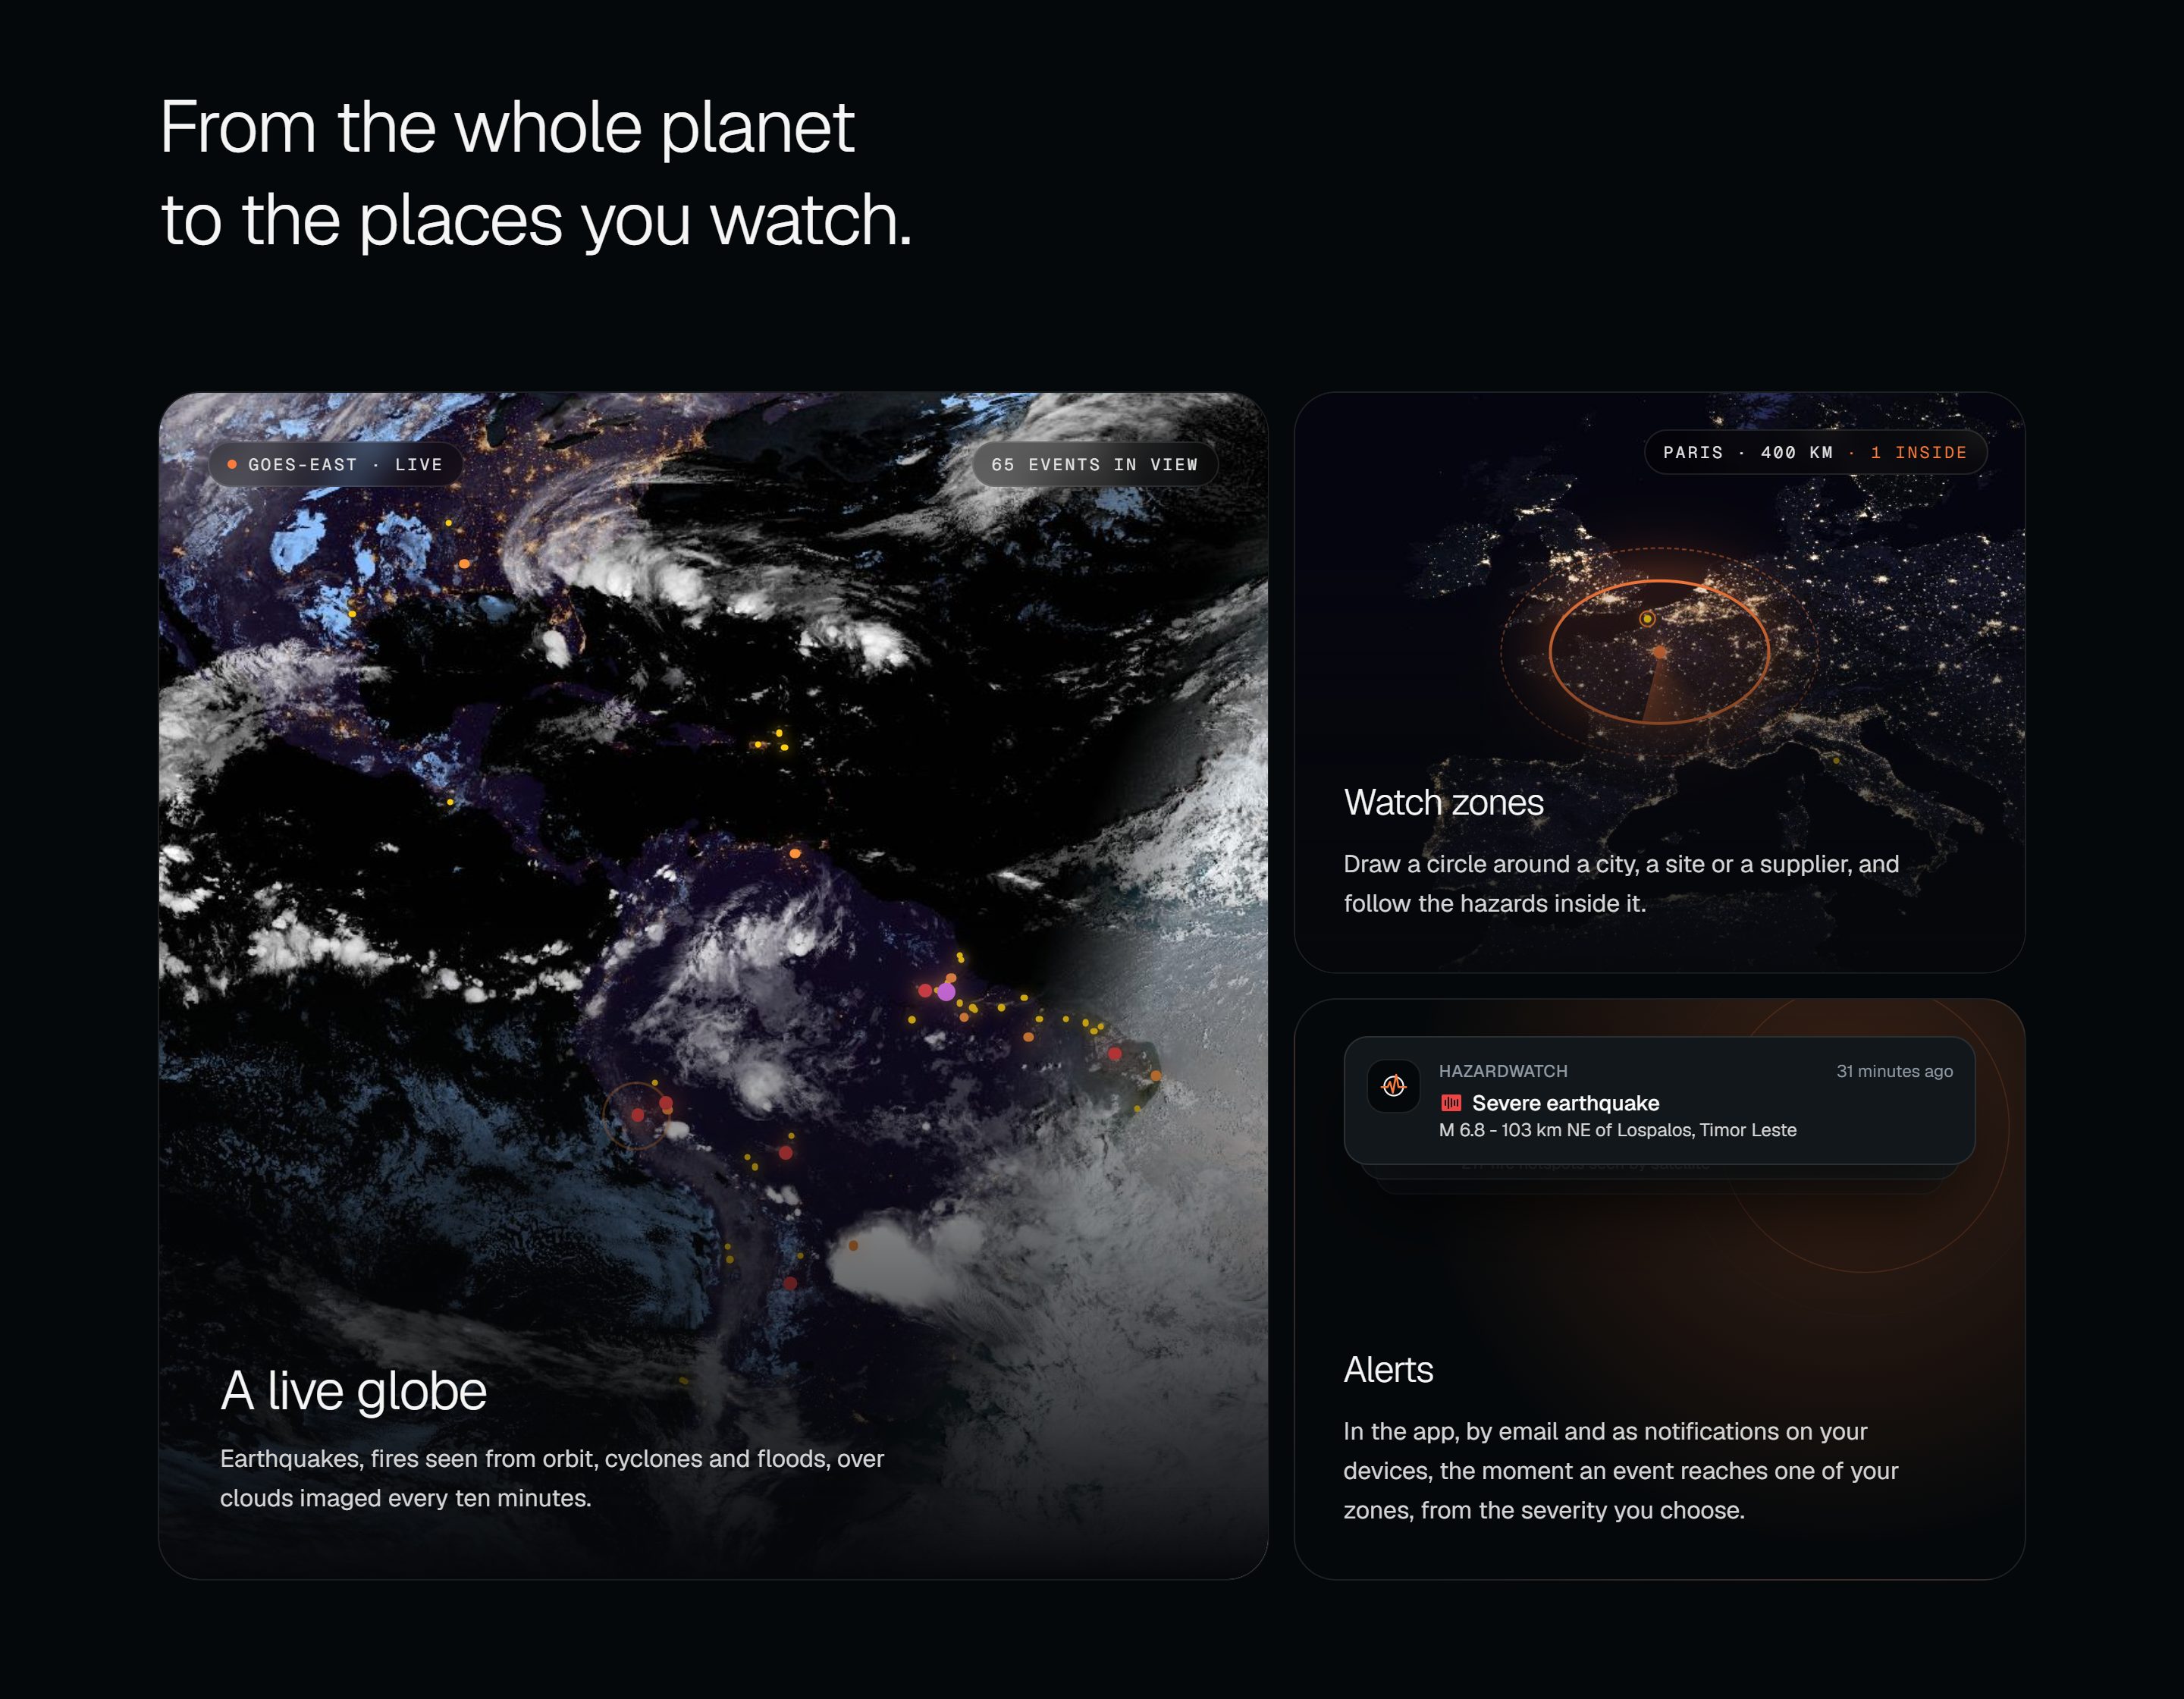 From the whole planet
to the places you watch.
GOES-EAST · LIVE
65 EVENTS IN VIEW
A live globe
Earthquakes, fires seen from orbit, cyclones and floods, over
clouds imaged every ten minutes.
PARIS · 400 KM · 1 INSIDE
Watch zones
Draw a circle around a city, a site or a supplier, and
follow the hazards inside it.
HAZARDWATCH
31 minutes ago
Severe earthquake
M 6.8 - 103 km NE of Lospalos, Timor Leste
Alerts
In the app, by email and as notifications on your
devices, the moment an event reaches one of your
zones, from the severity you choose.